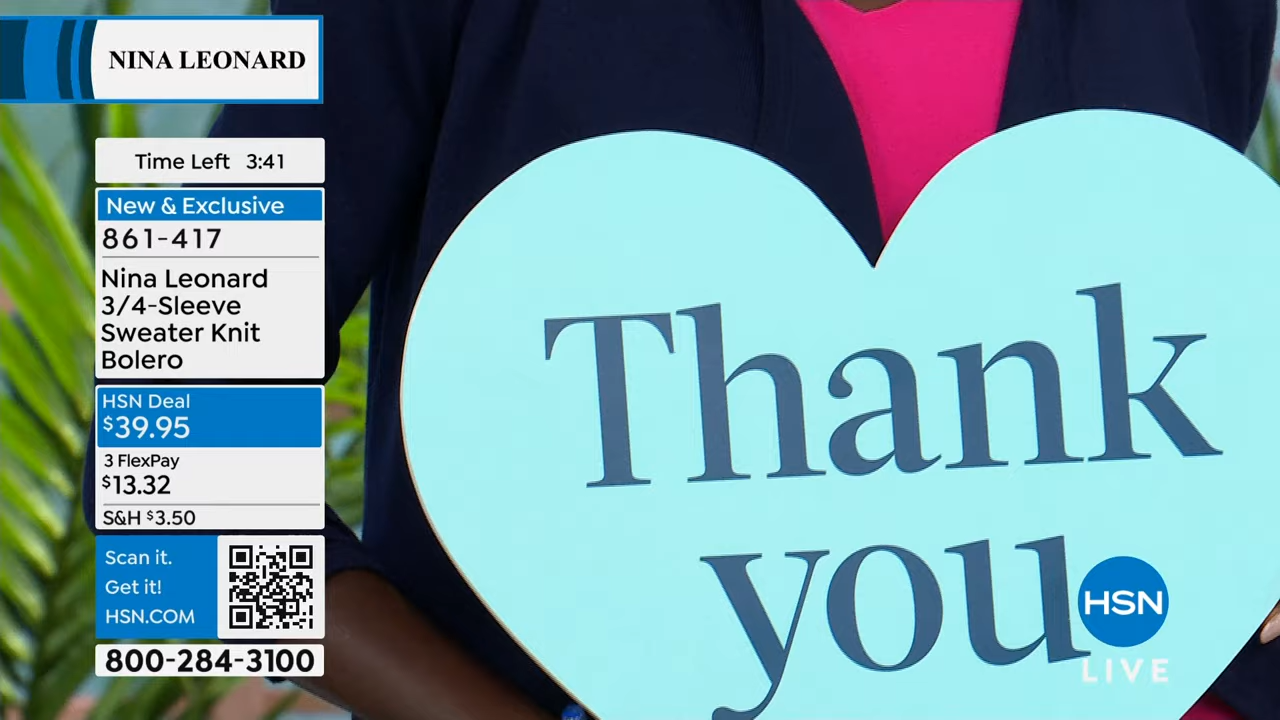 NINA LEONARD
Time Left 3:41
New & Exclusive
861-417
Nina Leonard
3/4-Sleeve
Sweater Knit
Bolero
HSN Deal
$39.95
3 FlexPay
$13.32
S&H $3.50
Scan it.
Get it!
HSN.COM
800-284-3100
Thank
you
HSN
LIVE